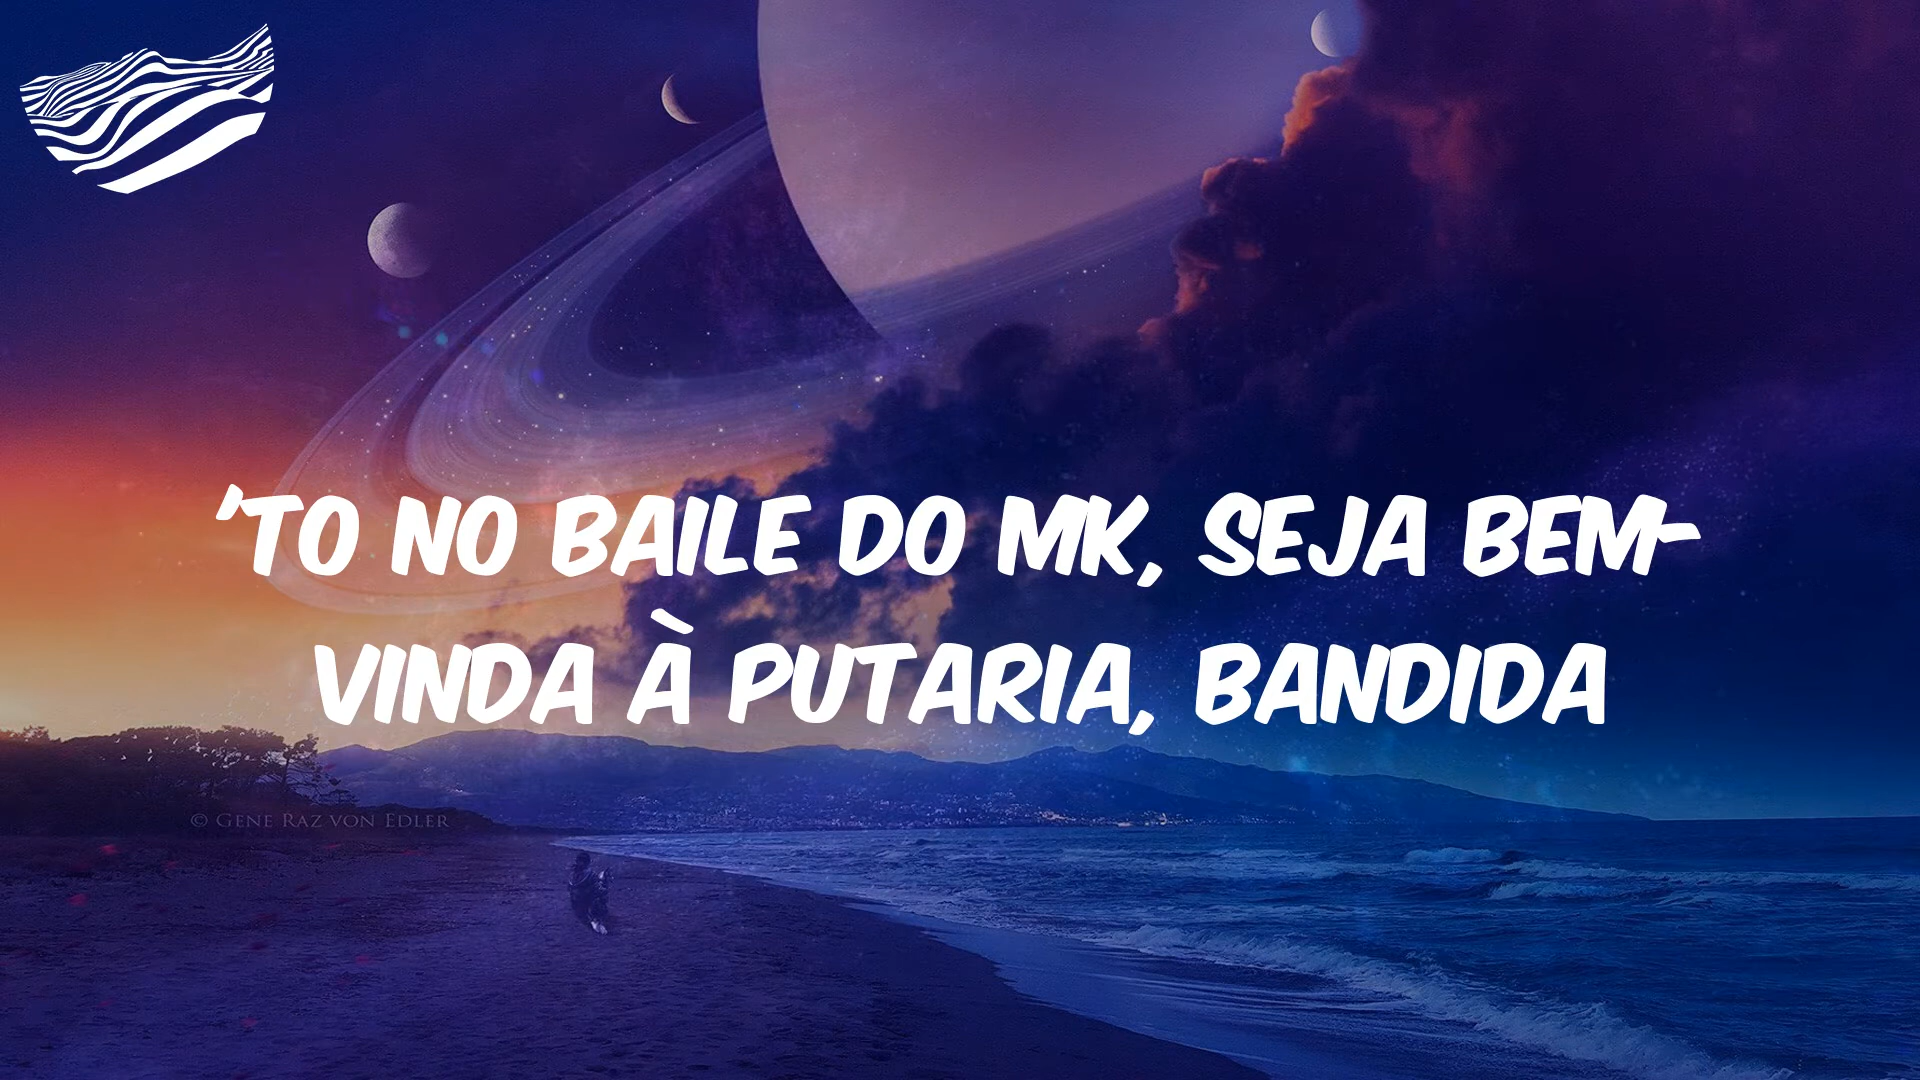 'TO NO BAILE DO MK, SEJA BEM-
VINDA À PUTARIA, BANDIDA
© GENE RAZ VON EDLER